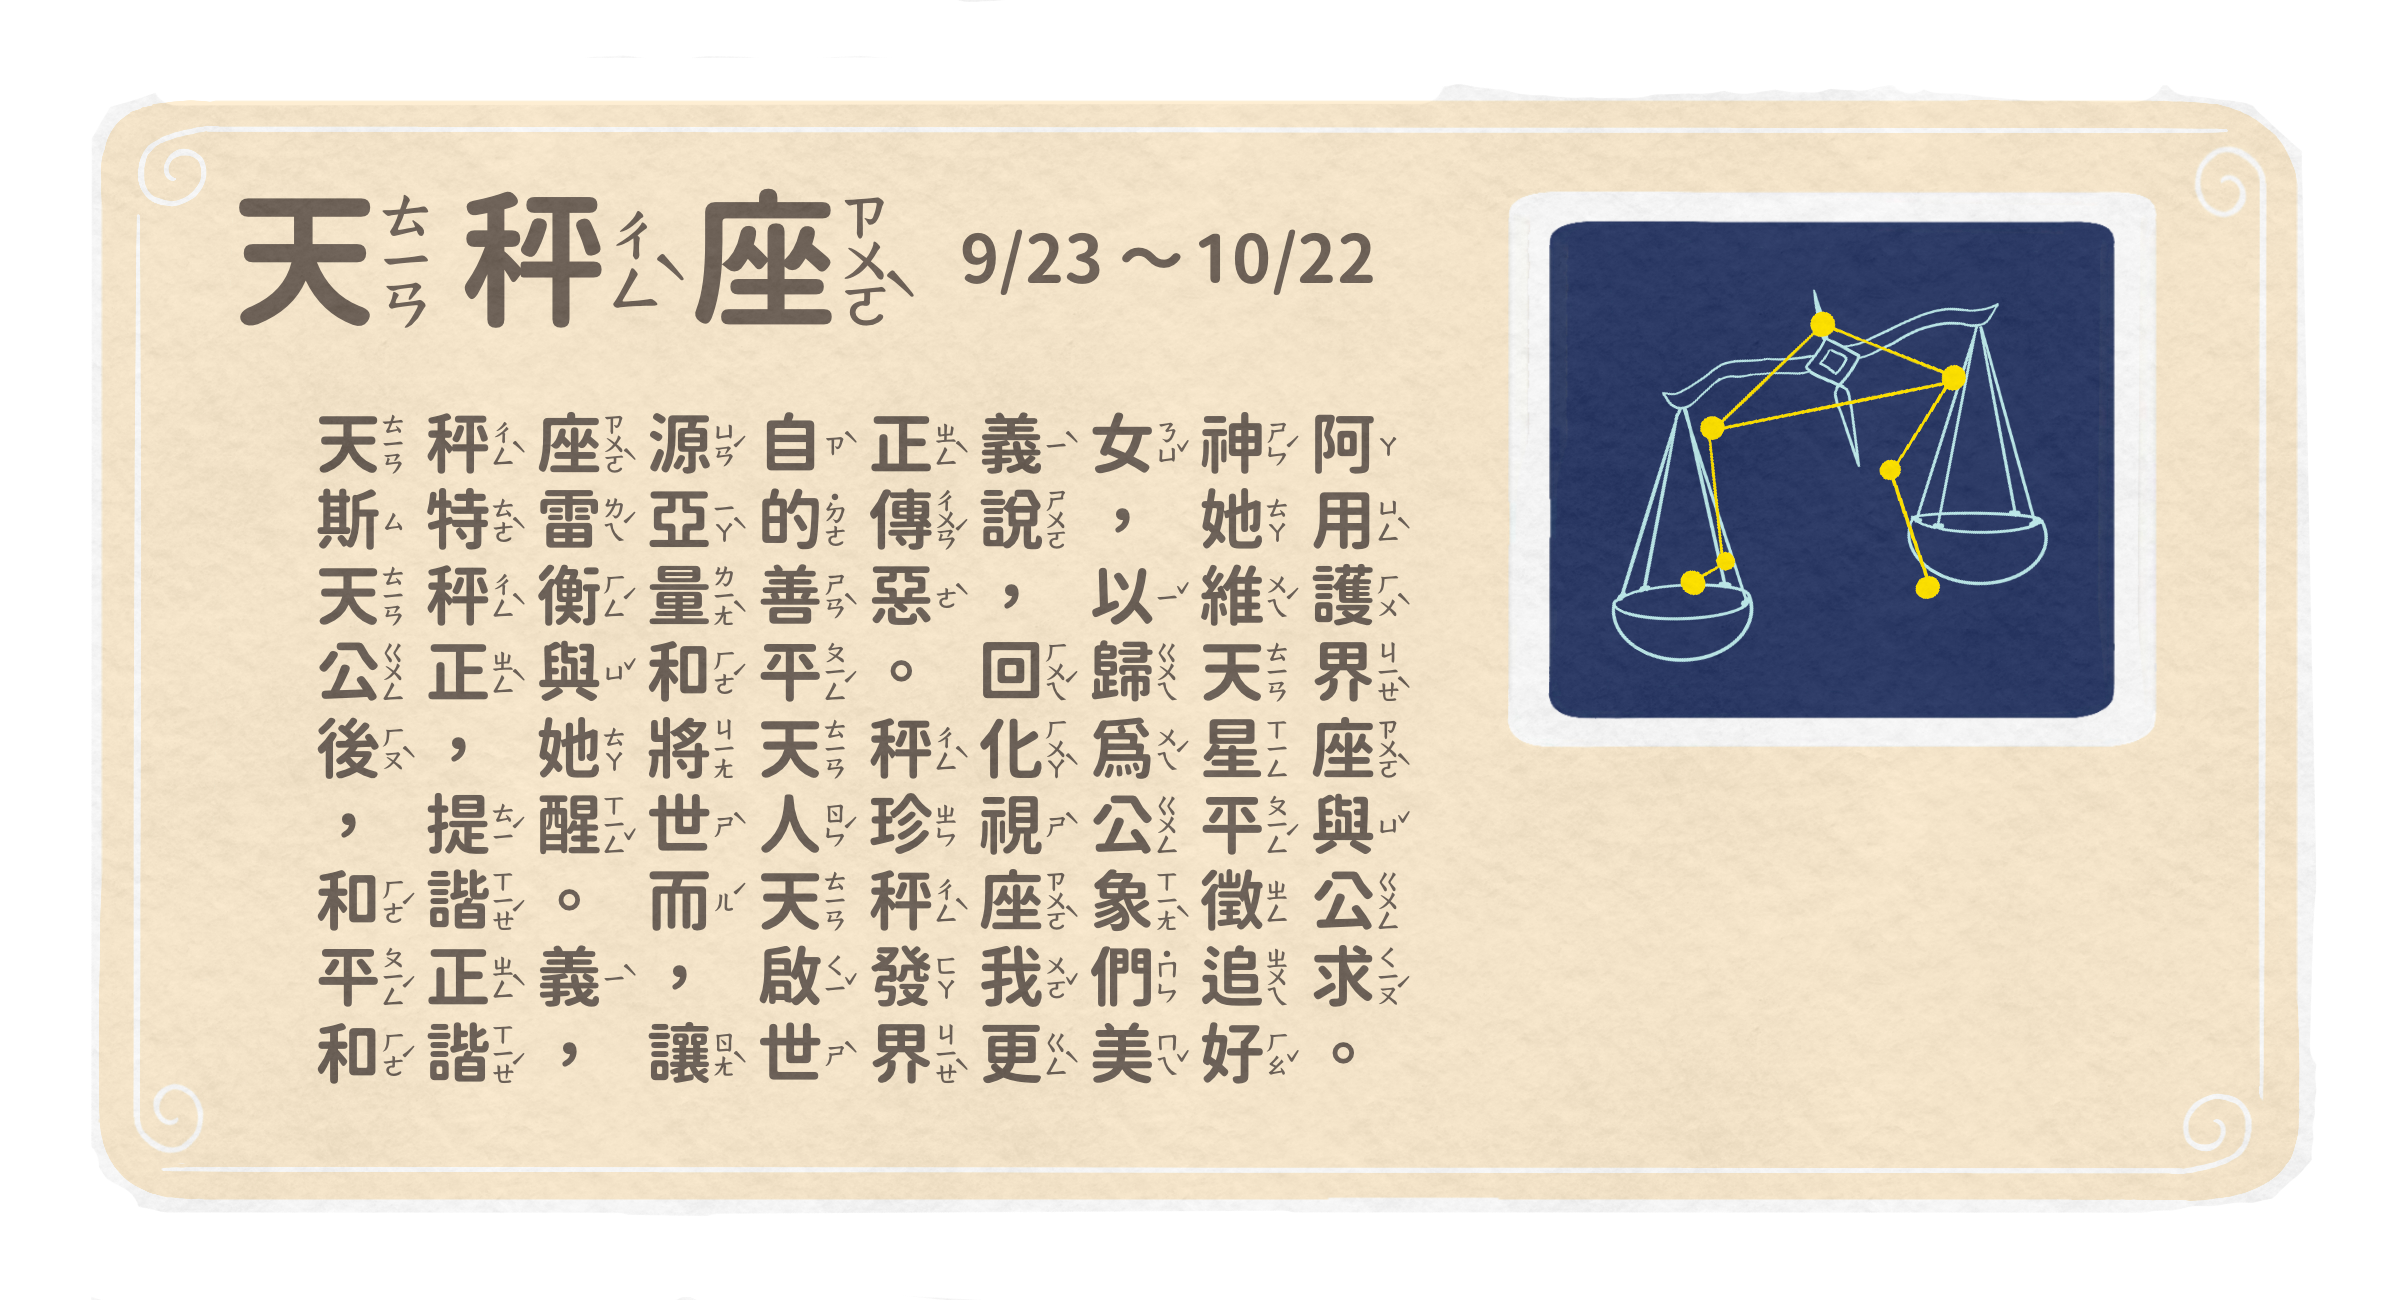 天秤座 9/23～10/22
天秤座源自正義女神阿
斯特雷亞的傳說，她用
天秤衡量善惡，以維護
公正與和平。回歸天界
後，她將天秤化為星座
，提醒世人珍視公平與
和諧。而天秤座象徵公
平正義，啟發我們追求
和諧，讓世界更美好。